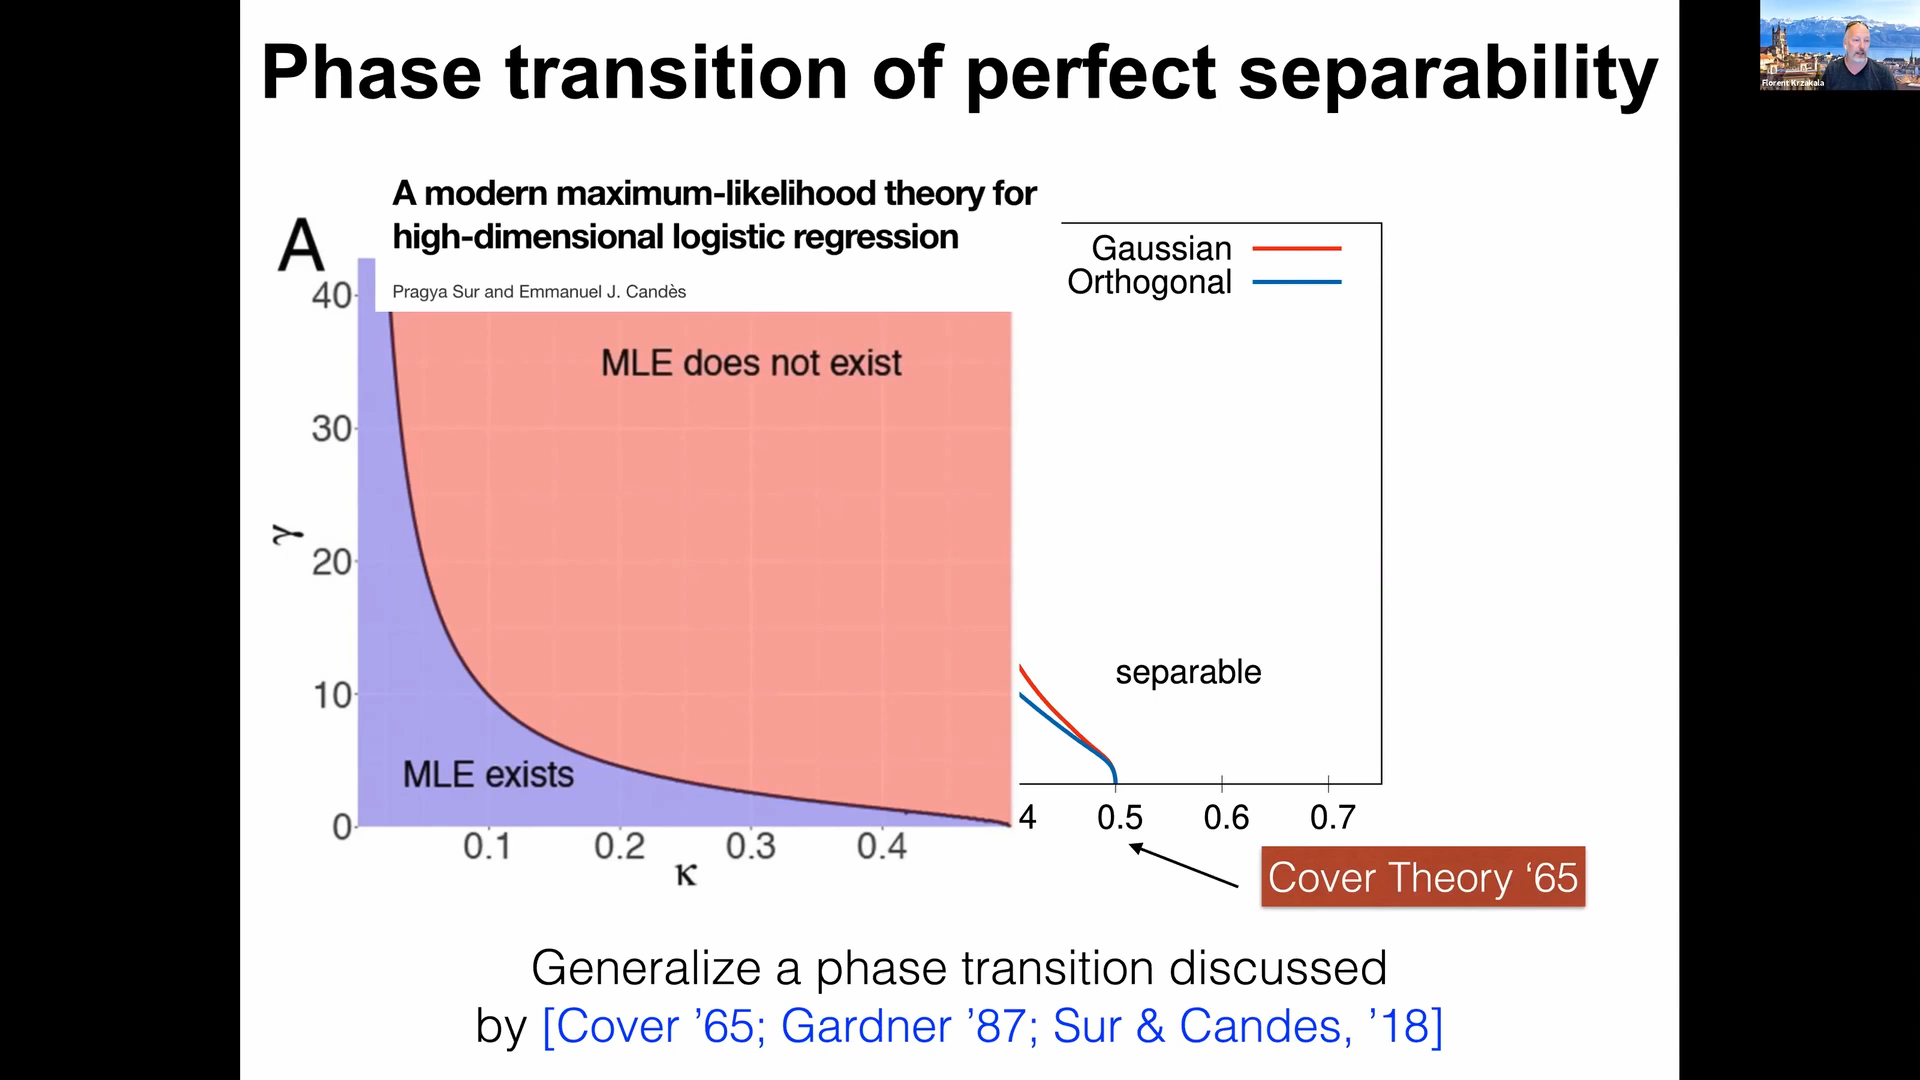 Phase transition of perfect separability
Florent Krzakala
A modern maximum-likelihood theory for
high-dimensional logistic regression
Pragya Sur and Emmanuel J. Candès
A
40
30
20
10
0
γ
MLE does not exist
MLE exists
0.1 0.2 0.3 0.4
κ
Gaussian
Orthogonal
separable
4 0.5 0.6 0.7
Cover Theory ‘65
Generalize a phase transition discussed
by [Cover ’65; Gardner ’87; Sur & Candes, ’18]